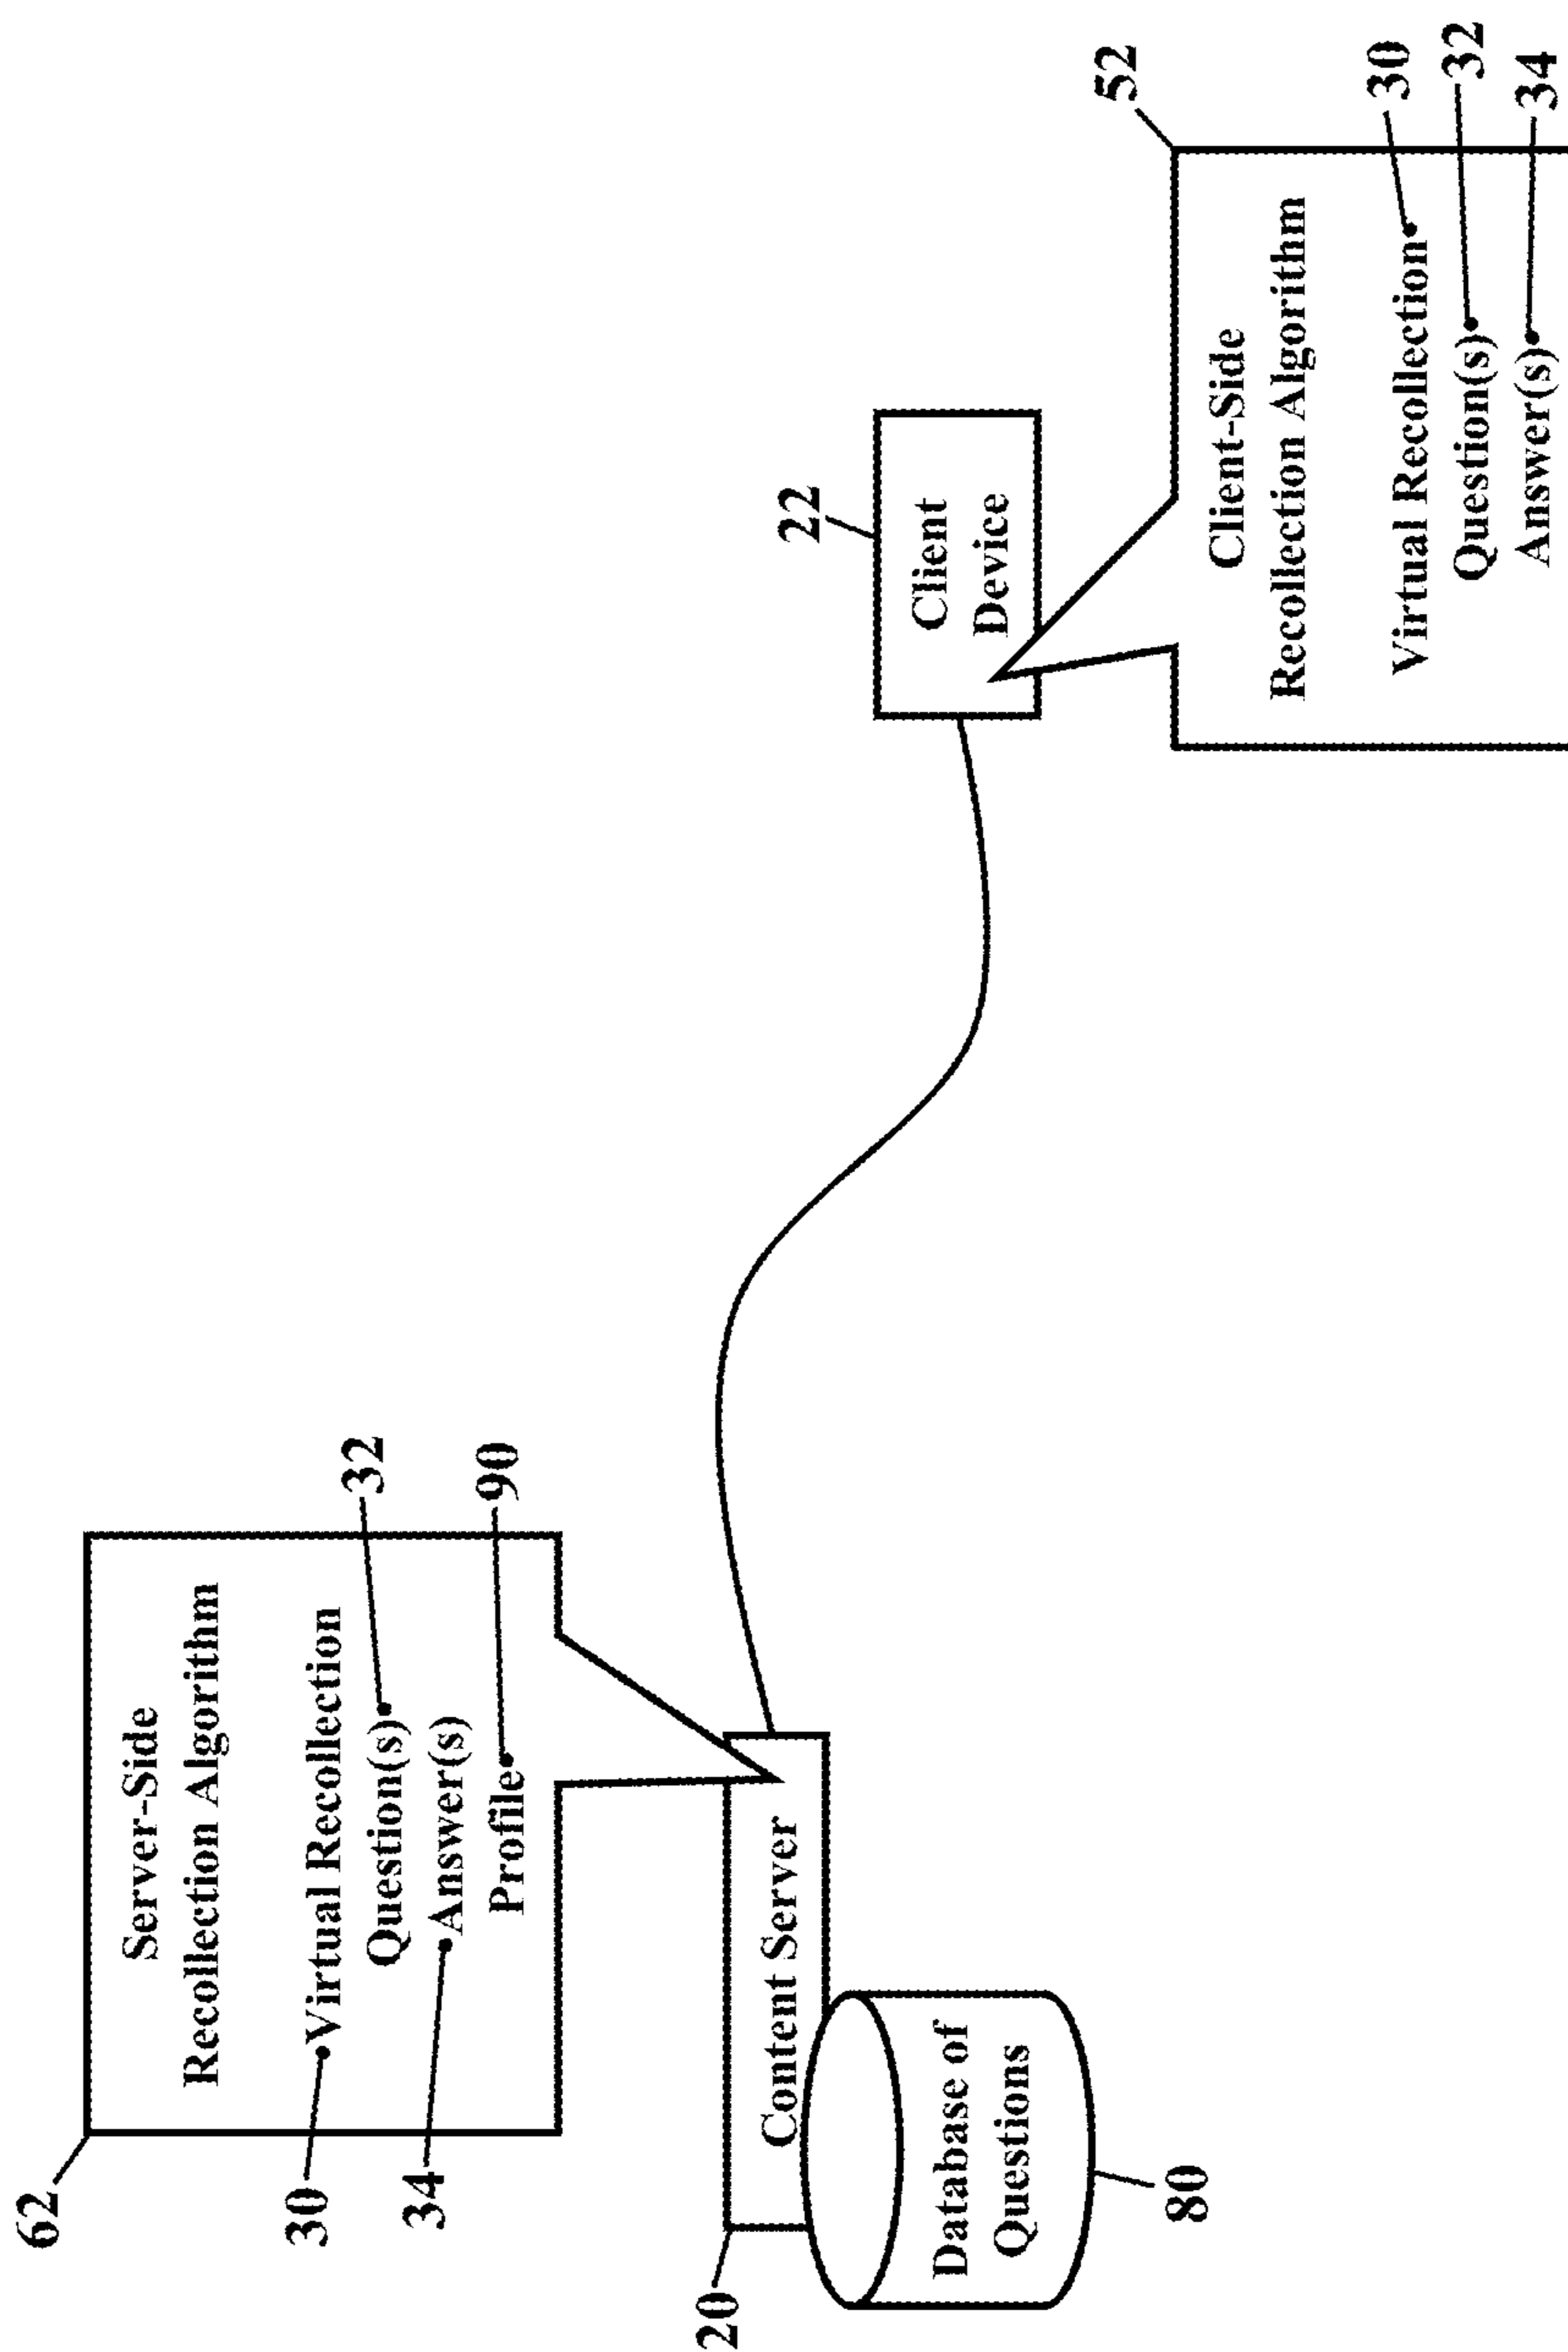 62
Server-Side
Recollection Algorithm
30
Virtual Recollection
Question(s)
32
34
Answer(s)
Profile
90
20
Content Server
Database of
Questions
80
22
Client
Device
52
Client-Side
Recollection Algorithm
Virtual Recollection
30
Question(s)
32
Answer(s)
34